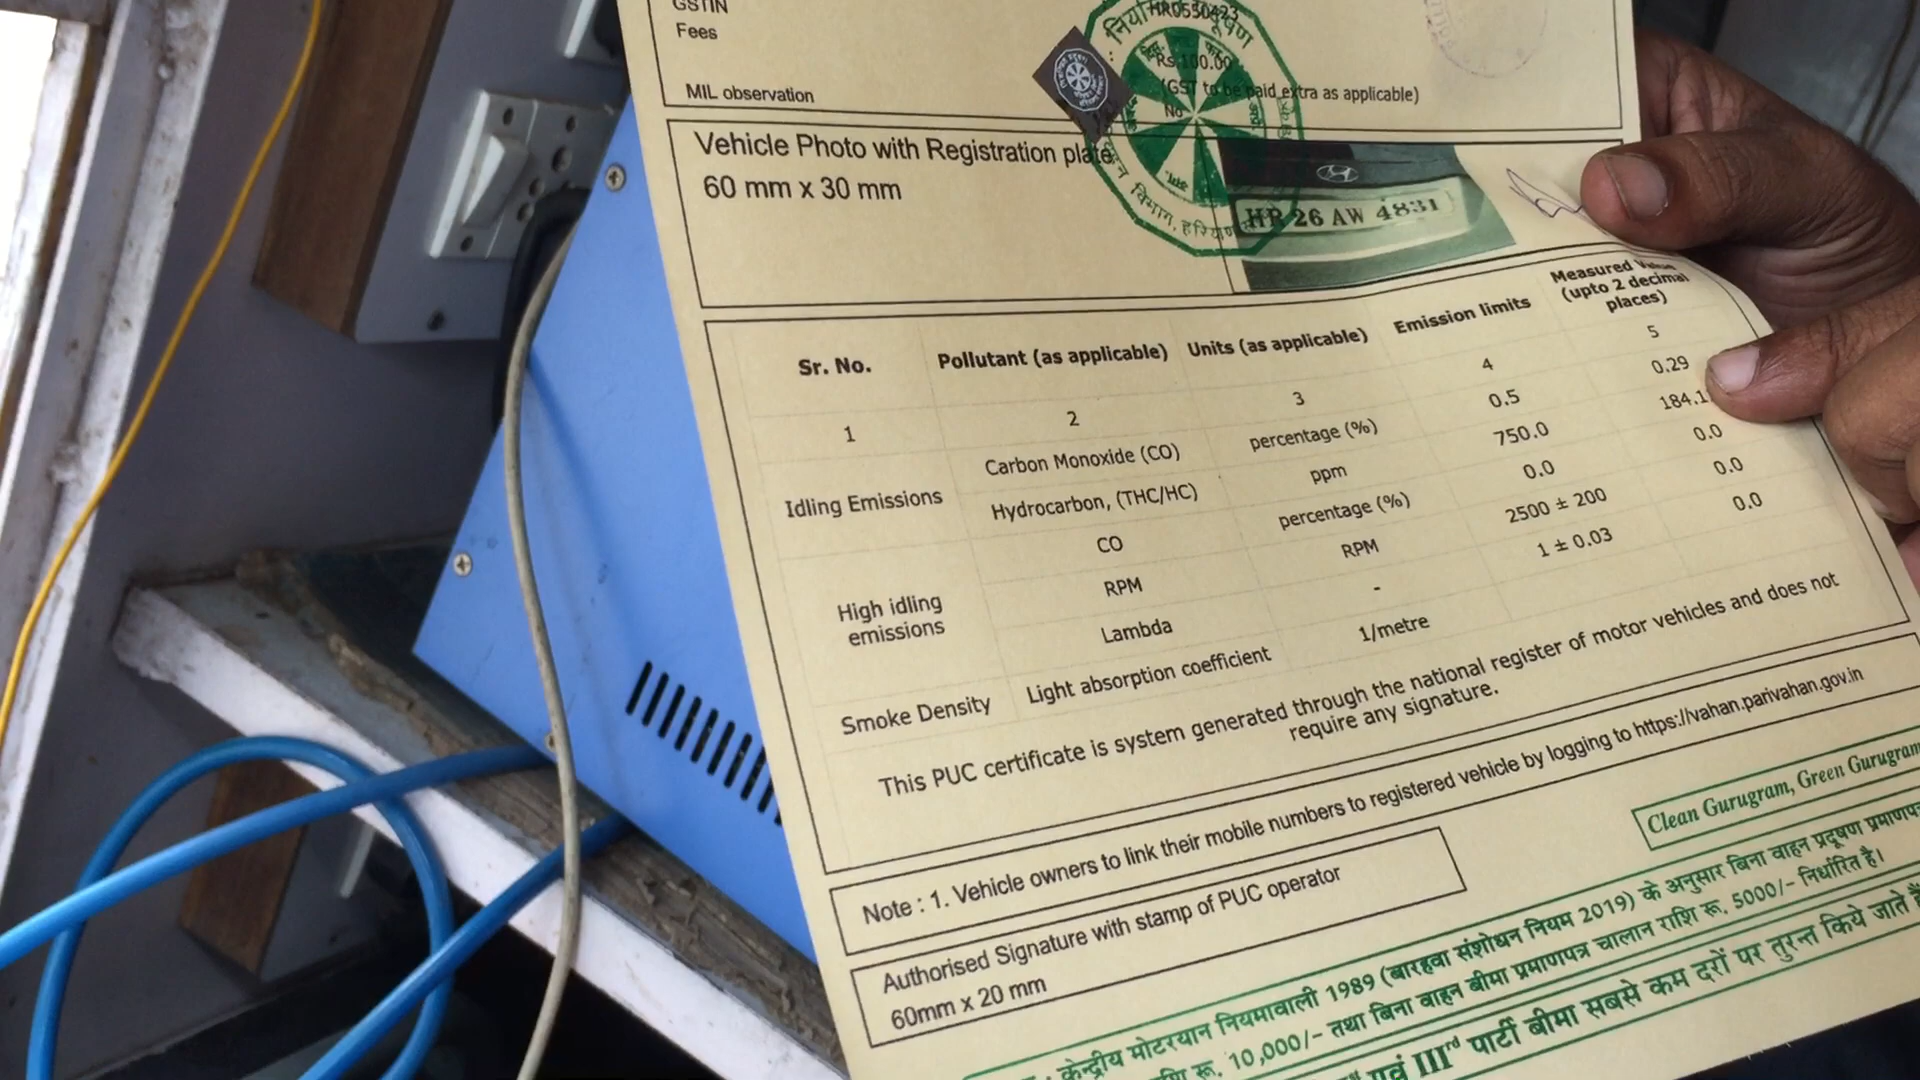 GSTIN
HR0550423
Fees
Rs.100.00
(GST to be paid extra as applicable)
MIL observation
No
Vehicle Photo with Registration plate
60 mm x 30 mm
HR 26 AW 4831
Sr. No. Pollutant (as applicable) Units (as applicable) Emission limits Measured Value (upto 2 decimal places)
1 2 3 4 5
Idling Emissions Carbon Monoxide (CO) percentage (%) 0.5 0.29
Hydrocarbon, (THC/HC) ppm 750.0 184.1
High idling emissions CO percentage (%) 0.0 0.0
RPM RPM 2500 ± 200 0.0
Lambda - 1 ± 0.03 0.0
Smoke Density Light absorption coefficient 1/metre
This PUC certificate is system generated through the national register of motor vehicles and does not
require any signature.
Note : 1. Vehicle owners to link their mobile numbers to registered vehicle by logging to https://vahan.parivahan.gov.in
Authorised Signature with stamp of PUC operator
60mm x 20 mm
Clean Gurugram, Green Gurugram
केन्द्रीय मोटरयान नियमावाली 1989 (बारहवा संशोधन नियम 2019) के अनुसार बिना वाहन प्रदूषण प्रमाणपत्र
रू. 10,000/- तथा बिना वाहन बीमा प्रमाणपत्र चालान राशि रू. 5000/- निर्धारित है।
एवं IIIrd पार्टी बीमा सबसे कम दरों पर तुरन्त किये जाते हैं